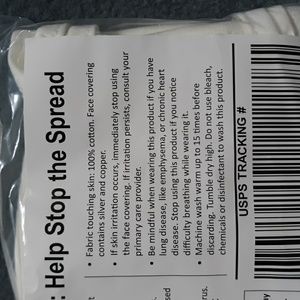 : Help Stop the Spread
• Fabric touching skin: 100% cotton. Face covering
contains silver and copper.
• If skin irritation occurs, immediately stop using
the face covering. If irritation persists, consult your
primary care provider.
• Be mindful when wearing this product if you have
lung disease, like emphysema, or a chronic heart
disease. Stop using this product if you notice
difficulty breathing while wearing it.
• Machine wash warm up to 15 times before
discarding. Tumble dry high. Do not use bleach,
chemicals or disinfectant to wash this product.
USPS TRACKING #